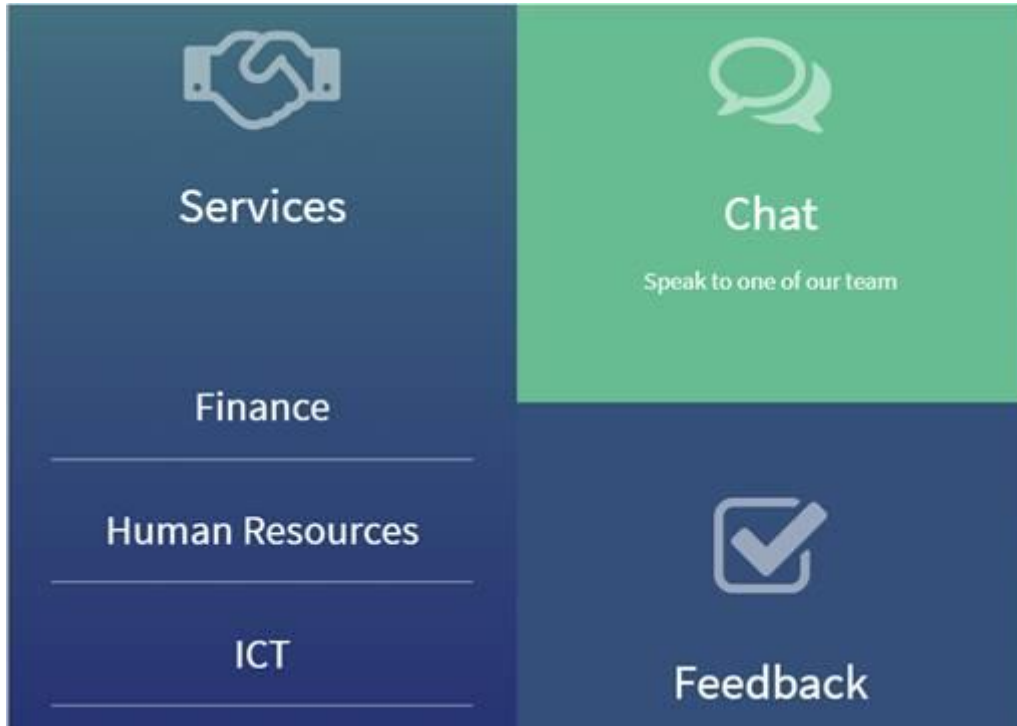 Services
Finance
Human Resources
ICT
Chat
Speak to one of our team
Feedback